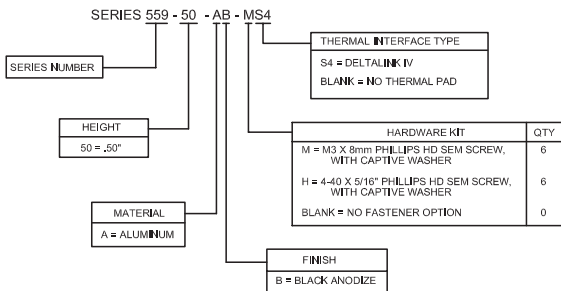 SERIES 559 - 50 - AB - MS4
THERMAL INTERFACE TYPE
S4 = DELTALINK IV
BLANK = NO THERMAL PAD
SERIES NUMBER
HEIGHT
50 = .50"
HARDWARE KIT QTY
M = M3 X 8mm PHILLIPS HD SEM SCREW, 6
WITH CAPTIVE WASHER
H = 4-40 X 5/16" PHILLIPS HD SEM SCREW, 6
WITH CAPTIVE WASHER
BLANK = NO FASTENER OPTION 0
MATERIAL
A = ALUMINUM
FINISH
B = BLACK ANODIZE